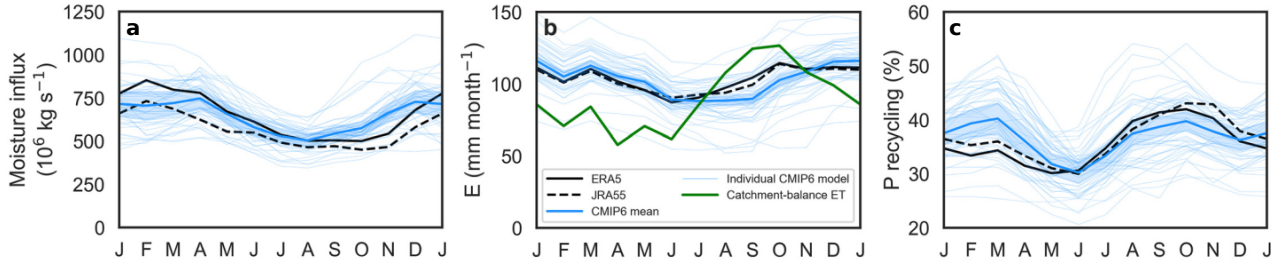 a
Moisture influx
(10⁶ kg s⁻¹)
1250
1000
750
500
250
0
J F M A M J J A S O N D J
b
E (mm month⁻¹)
150
100
50
0
ERA5
JRA55
CMIP6 mean
Individual CMIP6 model
Catchment-balance ET
J F M A M J J A S O N D J
c
P recycling (%)
60
50
40
30
20
J F M A M J J A S O N D J